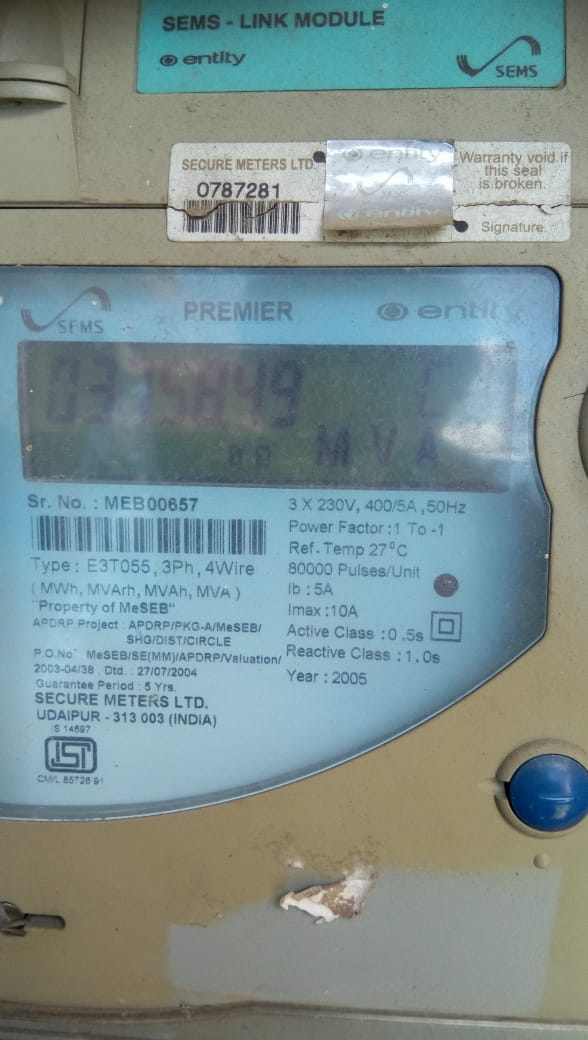 SEMS - LINK MODULE
entity
SEMS
SECURE METERS LTD.
0787281
entity
entity
Warranty void if
this seal
is broken.
Signature.
SEMS
PREMIER
entity
M V A
Sr. No. : MEB00657
Type : E3T055, 3Ph, 4Wire
( MWh, MVArh, MVAh, MVA )
"Property of MeSEB"
APDRP Project : APDRP/PKG-A/MeSEB/
SHG/DIST/CIRCLE
P.O.No MeSEB/SE(MM)/APDRP/Valuation/
2003-04/38 . Dtd. : 27/07/2004
Guarantee Period : 5 Yrs.
SECURE METERS LTD.
UDAIPUR - 313 003 (INDIA)
IS 14697
CM/L 8572691
3 X 230V, 400/5A ,50Hz
Power Factor :1 To -1
Ref. Temp 27°C
80000 Pulses/Unit
Ib : 5A
Imax :10A
Active Class :0.5s
Reactive Class :1.0s
Year : 2005